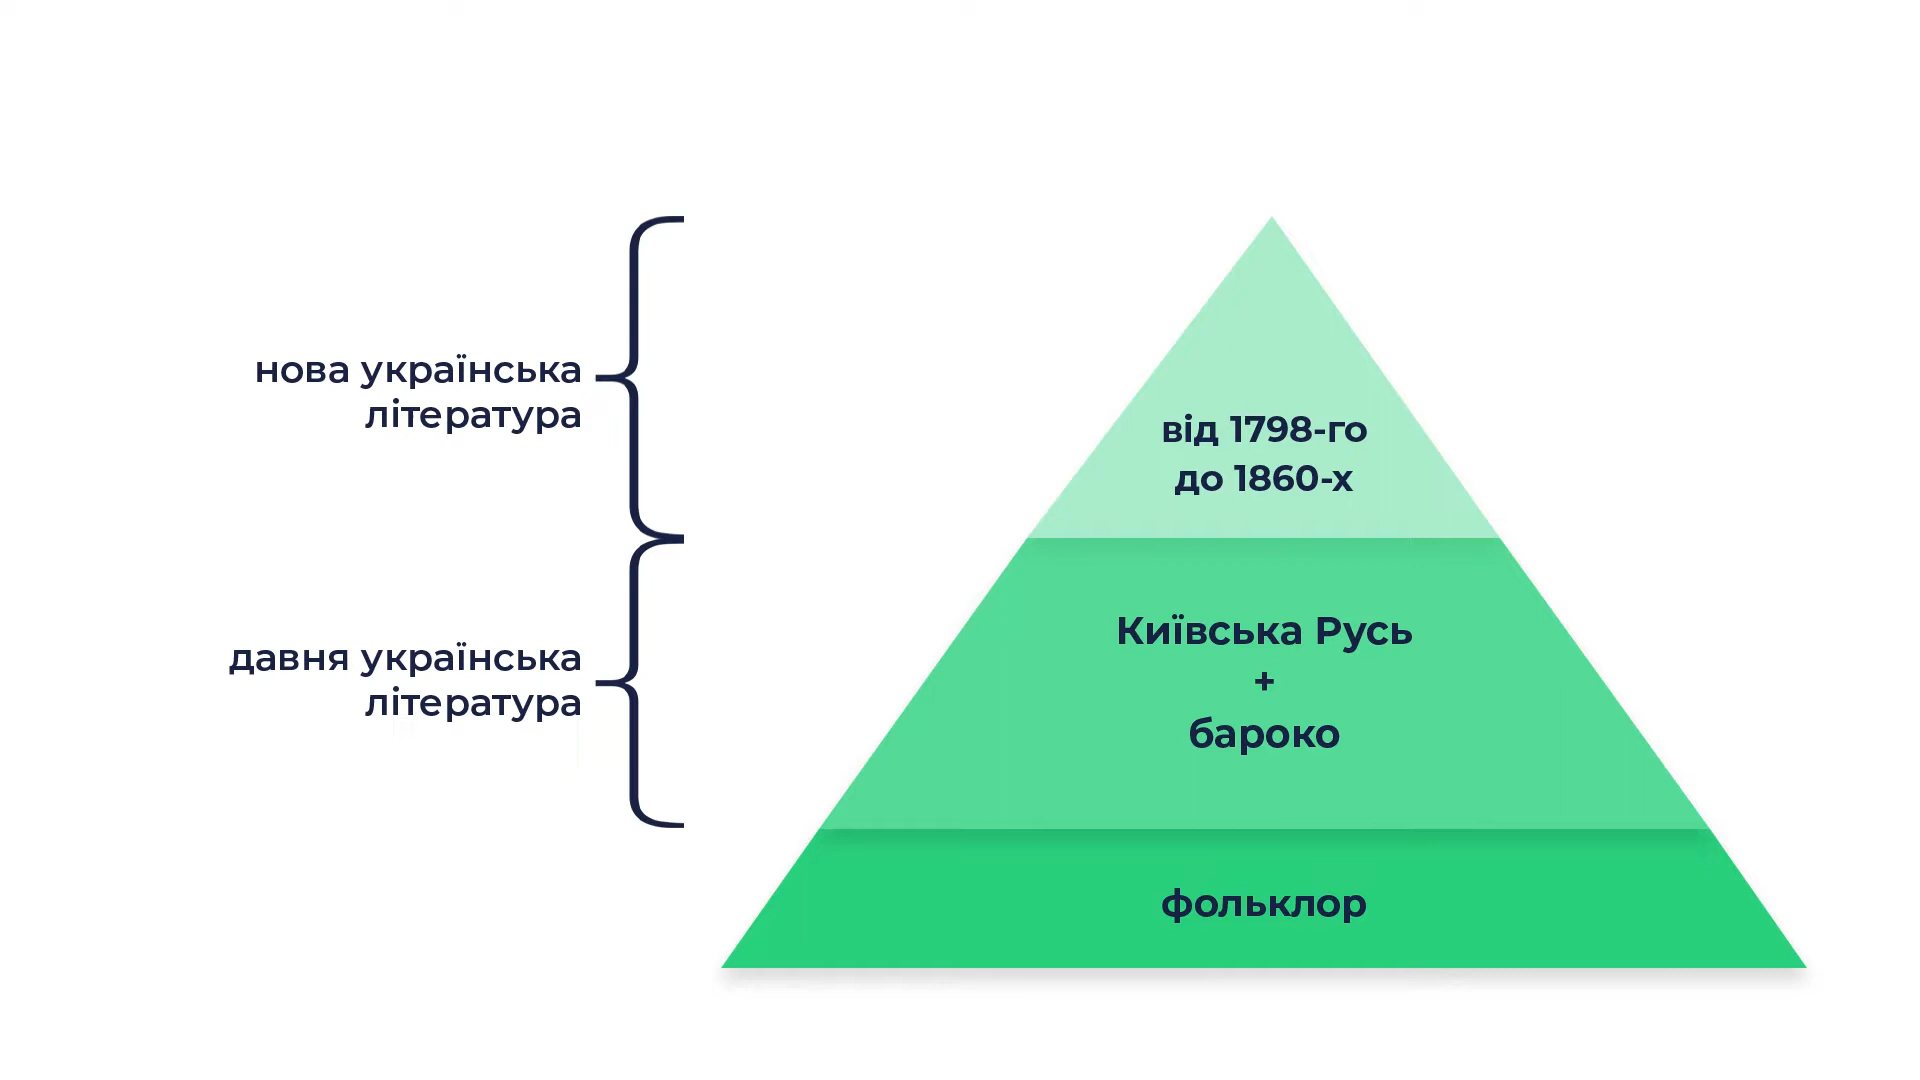 нова українська
література
від 1798-го
до 1860-х
давня українська
література
Київська Русь
+
бароко
фольклор